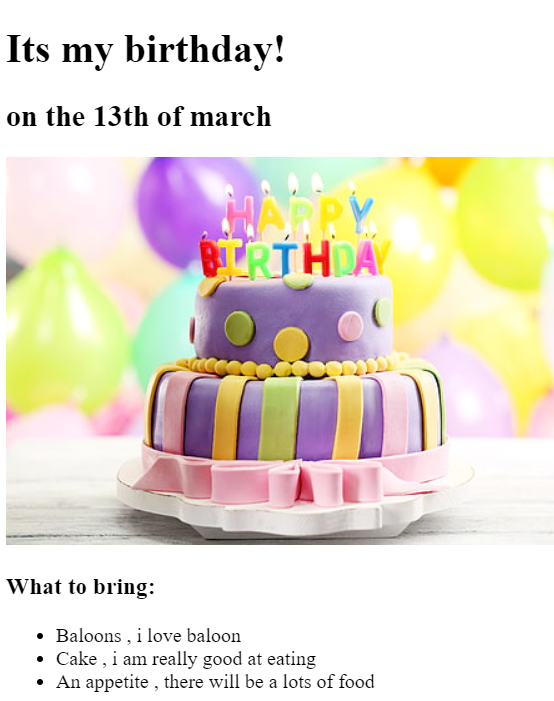 Its my birthday!
on the 13th of march
HAPPY
BIRTHDAY
What to bring:
Baloons , i love baloon
Cake , i am really good at eating
An appetite , there will be a lots of food